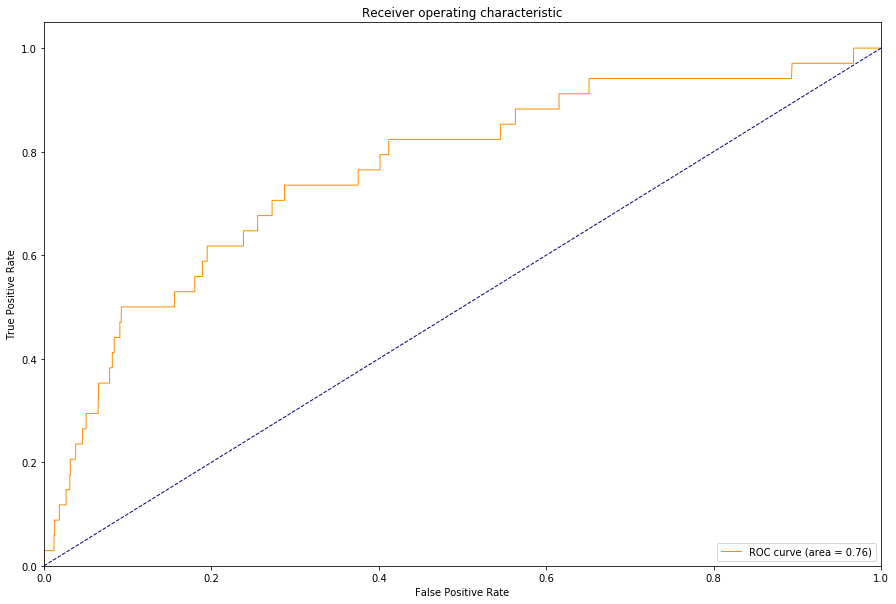 Receiver operating characteristic
True Positive Rate
1.0
0.8
0.6
0.4
0.2
0.0
ROC curve (area = 0.76)
0.0 0.2 0.4 0.6 0.8 1.0
False Positive Rate